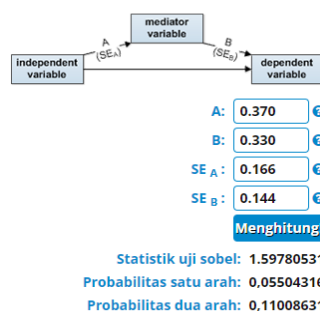 mediator
variable
A
(SEA)
B
(SEB)
independent
variable
dependent
variable
A: 0.370
B: 0.330
SE A : 0.166
SE B : 0.144
Menghitung!
Statistik uji sobel: 1.5978053
Probabilitas satu arah: 0,0550431
Probabilitas dua arah: 0,1100863